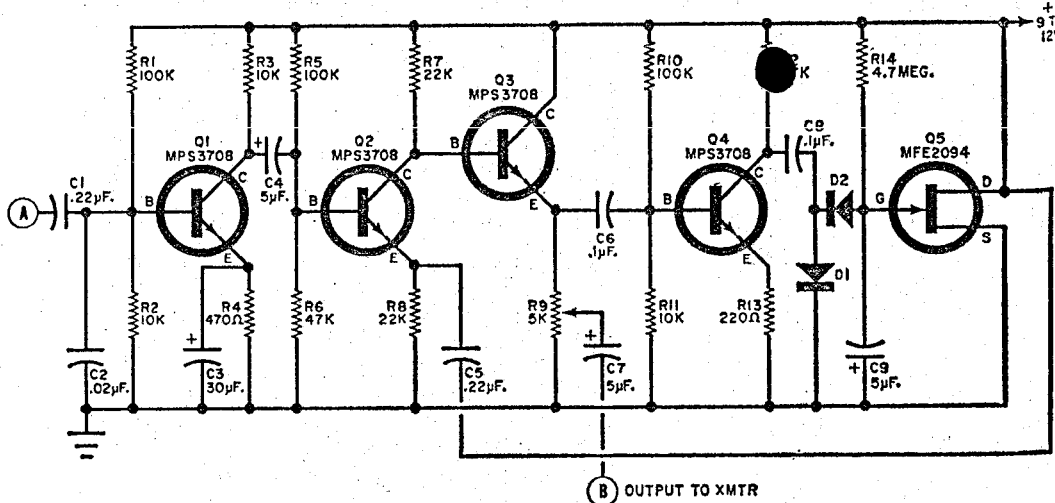 +
9 T
12
R1
100K
R3
10K
R5
100K
R7
22K
Q3
MPS3708
R10
100K
K
R14
4.7 MEG.
Q1
MPS3708
Q2
MPS3708
Q4
MPS3708
Q5
MFE2094
C1
.22µF.
A
B
C
E
+
C4
5µF.
B
C
E
B
C
E
C6
.1µF.
B
C
E
C8
.1µF.
D2
D1
G
D
S
R2
10K
R4
470Ω
R6
47K
R8
22K
R9
5K
R11
10K
R13
220Ω
C2
.02µF.
+
C3
30µF.
C5
.22µF.
+
C7
5µF.
+
C9
5µF.
B OUTPUT TO XMTR